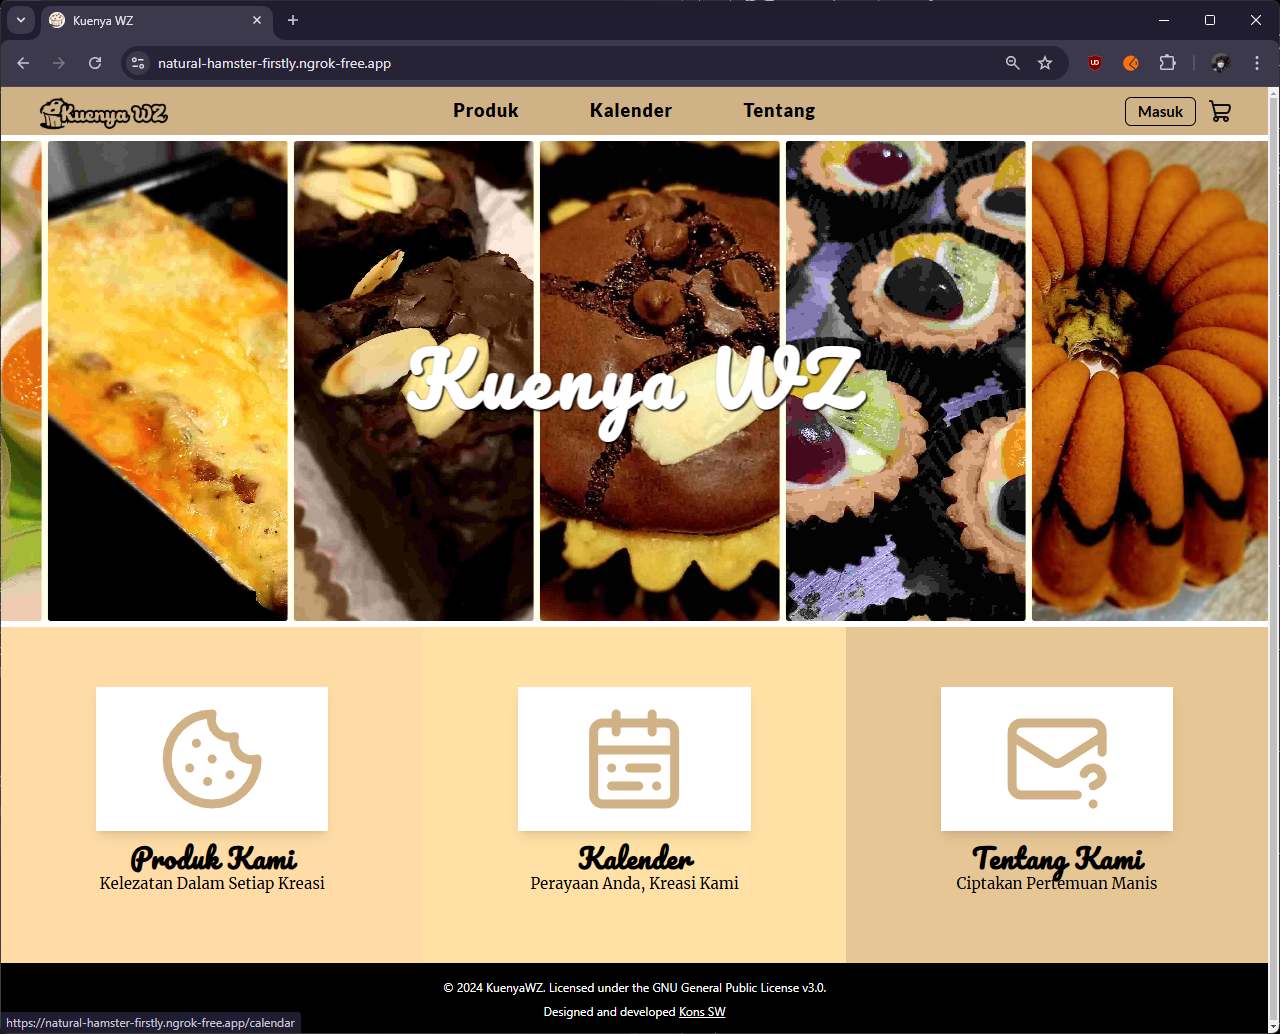 Kuenya WZ
natural-hamster-firstly.ngrok-free.app
Kuenya WZ
Produk
Kalender
Tentang
Masuk
Kuenya WZ
Produk Kami
Kelezatan Dalam Setiap Kreasi
Kalender
Perayaan Anda, Kreasi Kami
Tentang Kami
Ciptakan Pertemuan Manis
© 2024 KuenyaWZ. Licensed under the GNU General Public License v3.0.
Designed and developed Kons SW
https://natural-hamster-firstly.ngrok-free.app/calendar